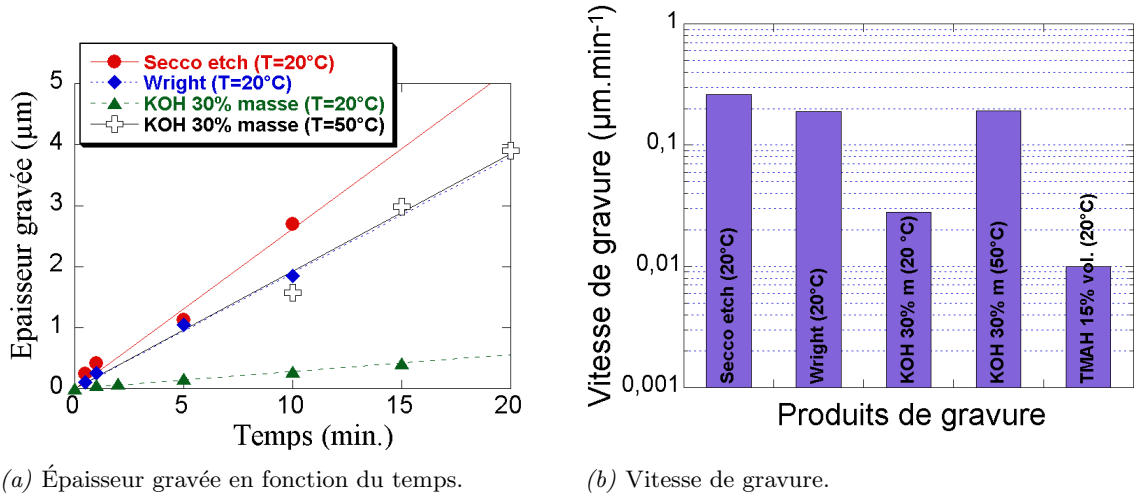 Secco etch (T=20°C)
Wright (T=20°C)
KOH 30% masse (T=20°C)
KOH 30% masse (T=50°C)
Epaisseur gravée (µm)
5
4
3
2
1
0
0
5
10
15
20
Temps (min.)
(a) Épaisseur gravée en fonction du temps.
Vitesse de gravure (µm.min-1)
1
0,1
0,01
0,001
Secco etch (20°C)
Wright (20°C)
KOH 30% m (20 °C)
KOH 30% m (50°C)
TMAH 15% vol. (20°C)
Produits de gravure
(b) Vitesse de gravure.